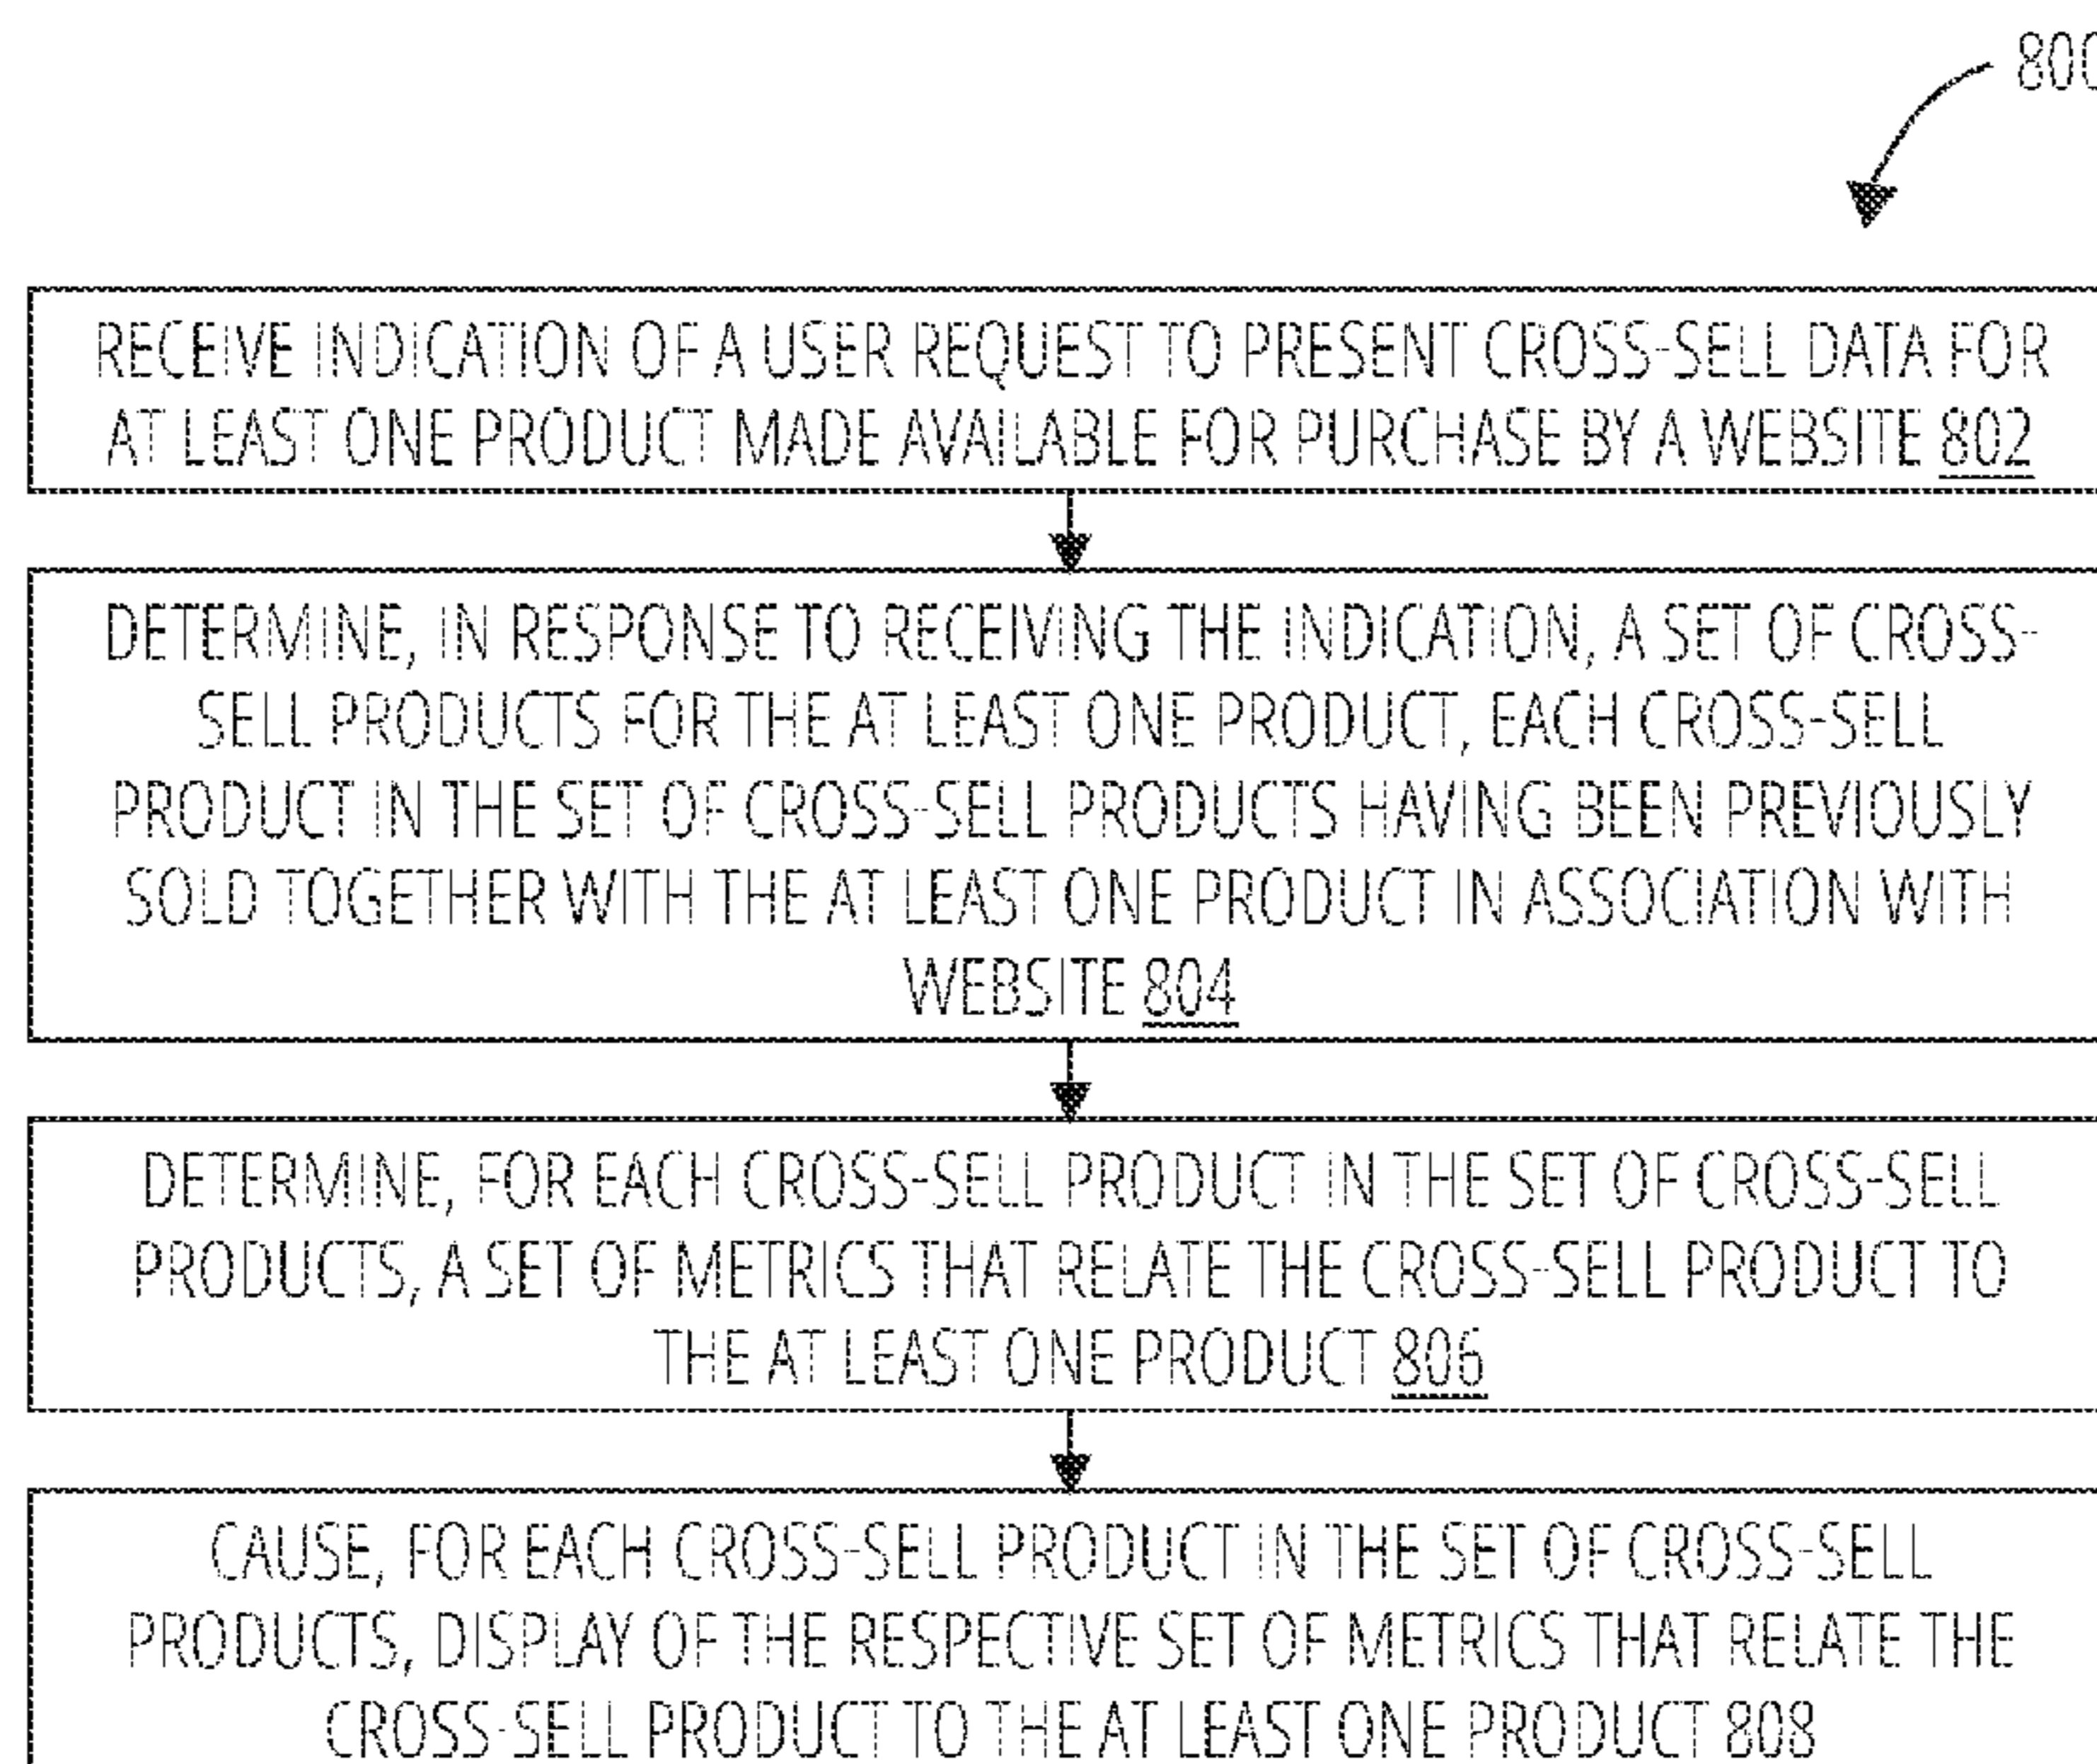 800
RECEIVE INDICATION OF A USER REQUEST TO PRESENT CROSS-SELL DATA FOR
AT LEAST ONE PRODUCT MADE AVAILABLE FOR PURCHASE BY A WEBSITE 802
DETERMINE, IN RESPONSE TO RECEIVING THE INDICATION, A SET OF CROSS-
SELL PRODUCTS FOR THE AT LEAST ONE PRODUCT, EACH CROSS-SELL
PRODUCT IN THE SET OF CROSS-SELL PRODUCTS HAVING BEEN PREVIOUSLY
SOLD TOGETHER WITH THE AT LEAST ONE PRODUCT IN ASSOCIATION WITH
WEBSITE 804
DETERMINE, FOR EACH CROSS-SELL PRODUCT IN THE SET OF CROSS-SELL
PRODUCTS, A SET OF METRICS THAT RELATE THE CROSS-SELL PRODUCT TO
THE AT LEAST ONE PRODUCT 806
CAUSE, FOR EACH CROSS-SELL PRODUCT IN THE SET OF CROSS-SELL
PRODUCTS, DISPLAY OF THE RESPECTIVE SET OF METRICS THAT RELATE THE
CROSS-SELL PRODUCT TO THE AT LEAST ONE PRODUCT 808